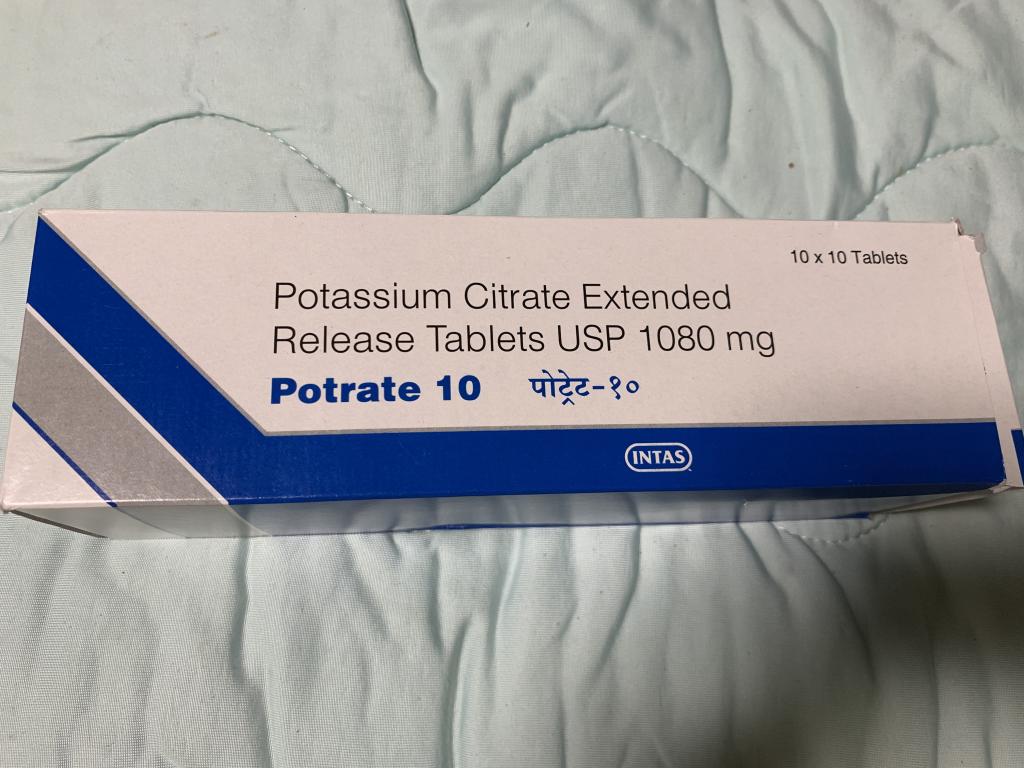 10 x 10 Tablets
Potassium Citrate Extended
Release Tablets USP 1080 mg
Potrate 10 पोट्रेट-१०
INTAS